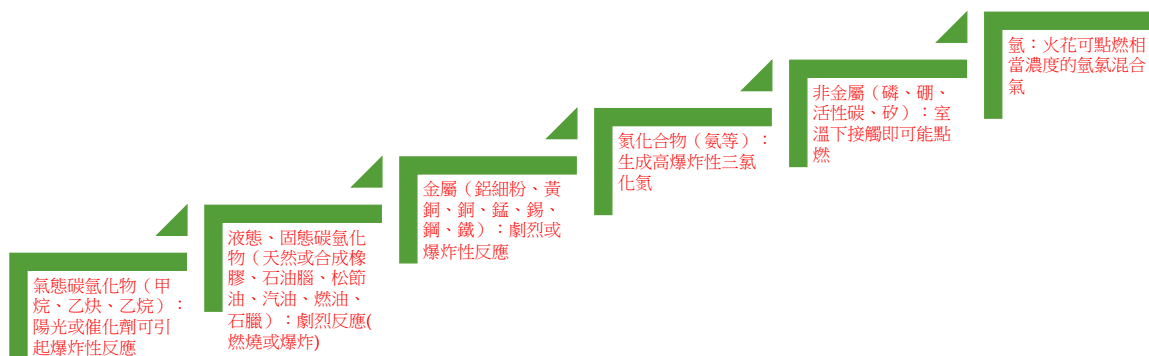 氣態碳氫化物（甲
烷、乙炔、乙烷）：
陽光或催化劑可引
起爆炸性反應
液態、固態碳氫化
物（天然或合成橡
膠、石油腦、松節
油、汽油、燃油、
石臘）：劇烈反應(
燃燒或爆炸)
金屬（鋁細粉、黃
銅、銅、錳、錫、
鋼、鐵）：劇烈或
爆炸性反應
氮化合物（氨等）：
生成高爆炸性三氯
化氮
非金屬（磷、硼、
活性碳、矽）：室
溫下接觸即可能點
燃
氫：火花可點燃相
當濃度的氫氯混合
氣